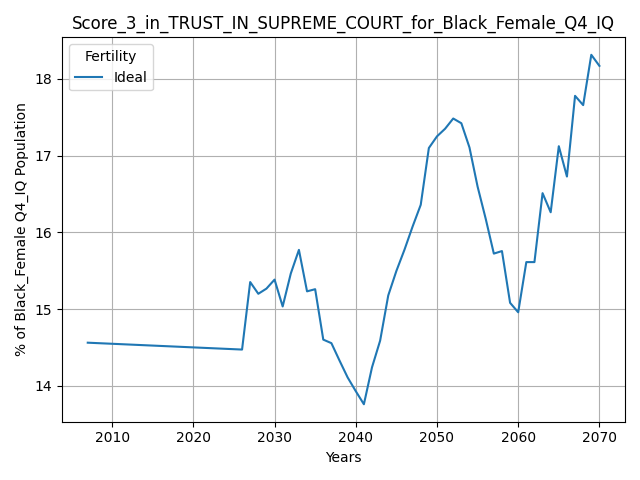 Score_3_in_TRUST_IN_SUPREME_COURT_for_Black_Female_Q4_IQ
Fertility
Ideal
% of Black_Female Q4_IQ Population
18
17
16
15
14
2010 2020 2030 2040 2050 2060 2070
Years